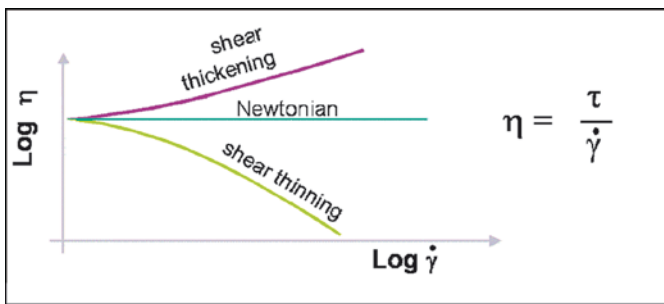 shear
thickening
Newtonian
shear thinning
Log η
Log γ̇
η = τ / γ̇